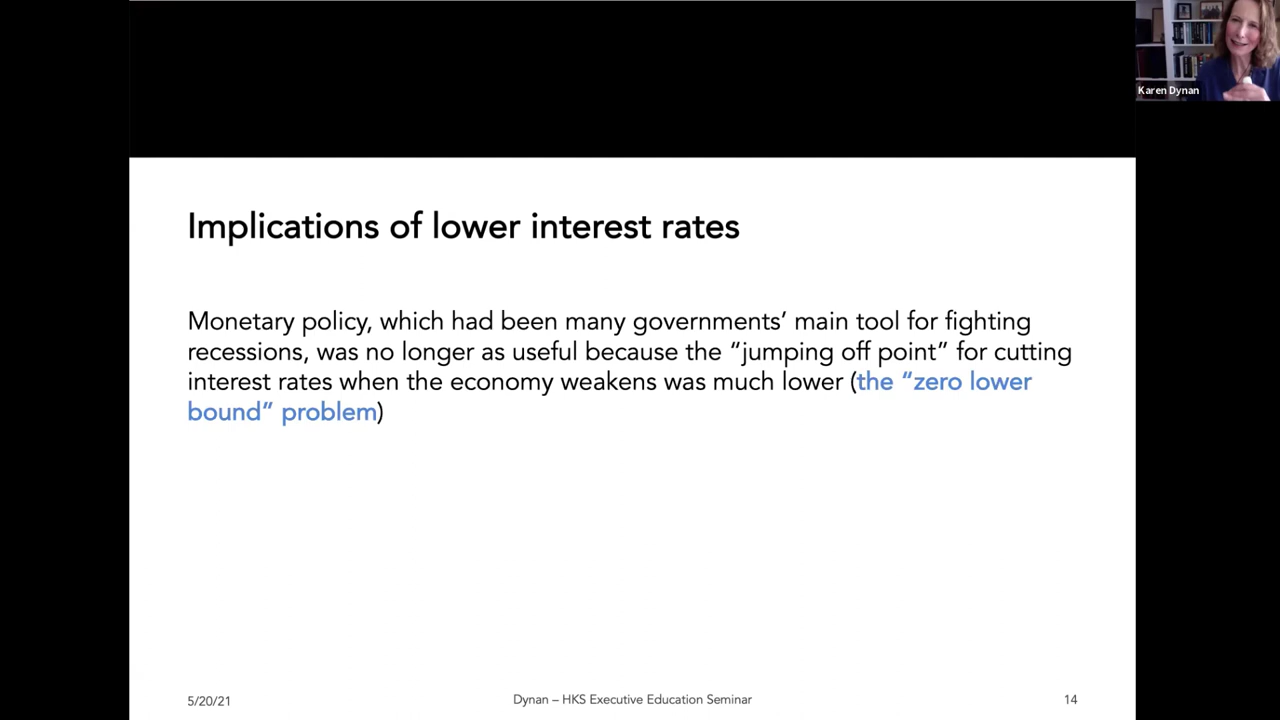 Karen Dynan
Implications of lower interest rates
Monetary policy, which had been many governments’ main tool for fighting
recessions, was no longer as useful because the “jumping off point” for cutting
interest rates when the economy weakens was much lower (the “zero lower
bound” problem)
5/20/21
Dynan – HKS Executive Education Seminar
14